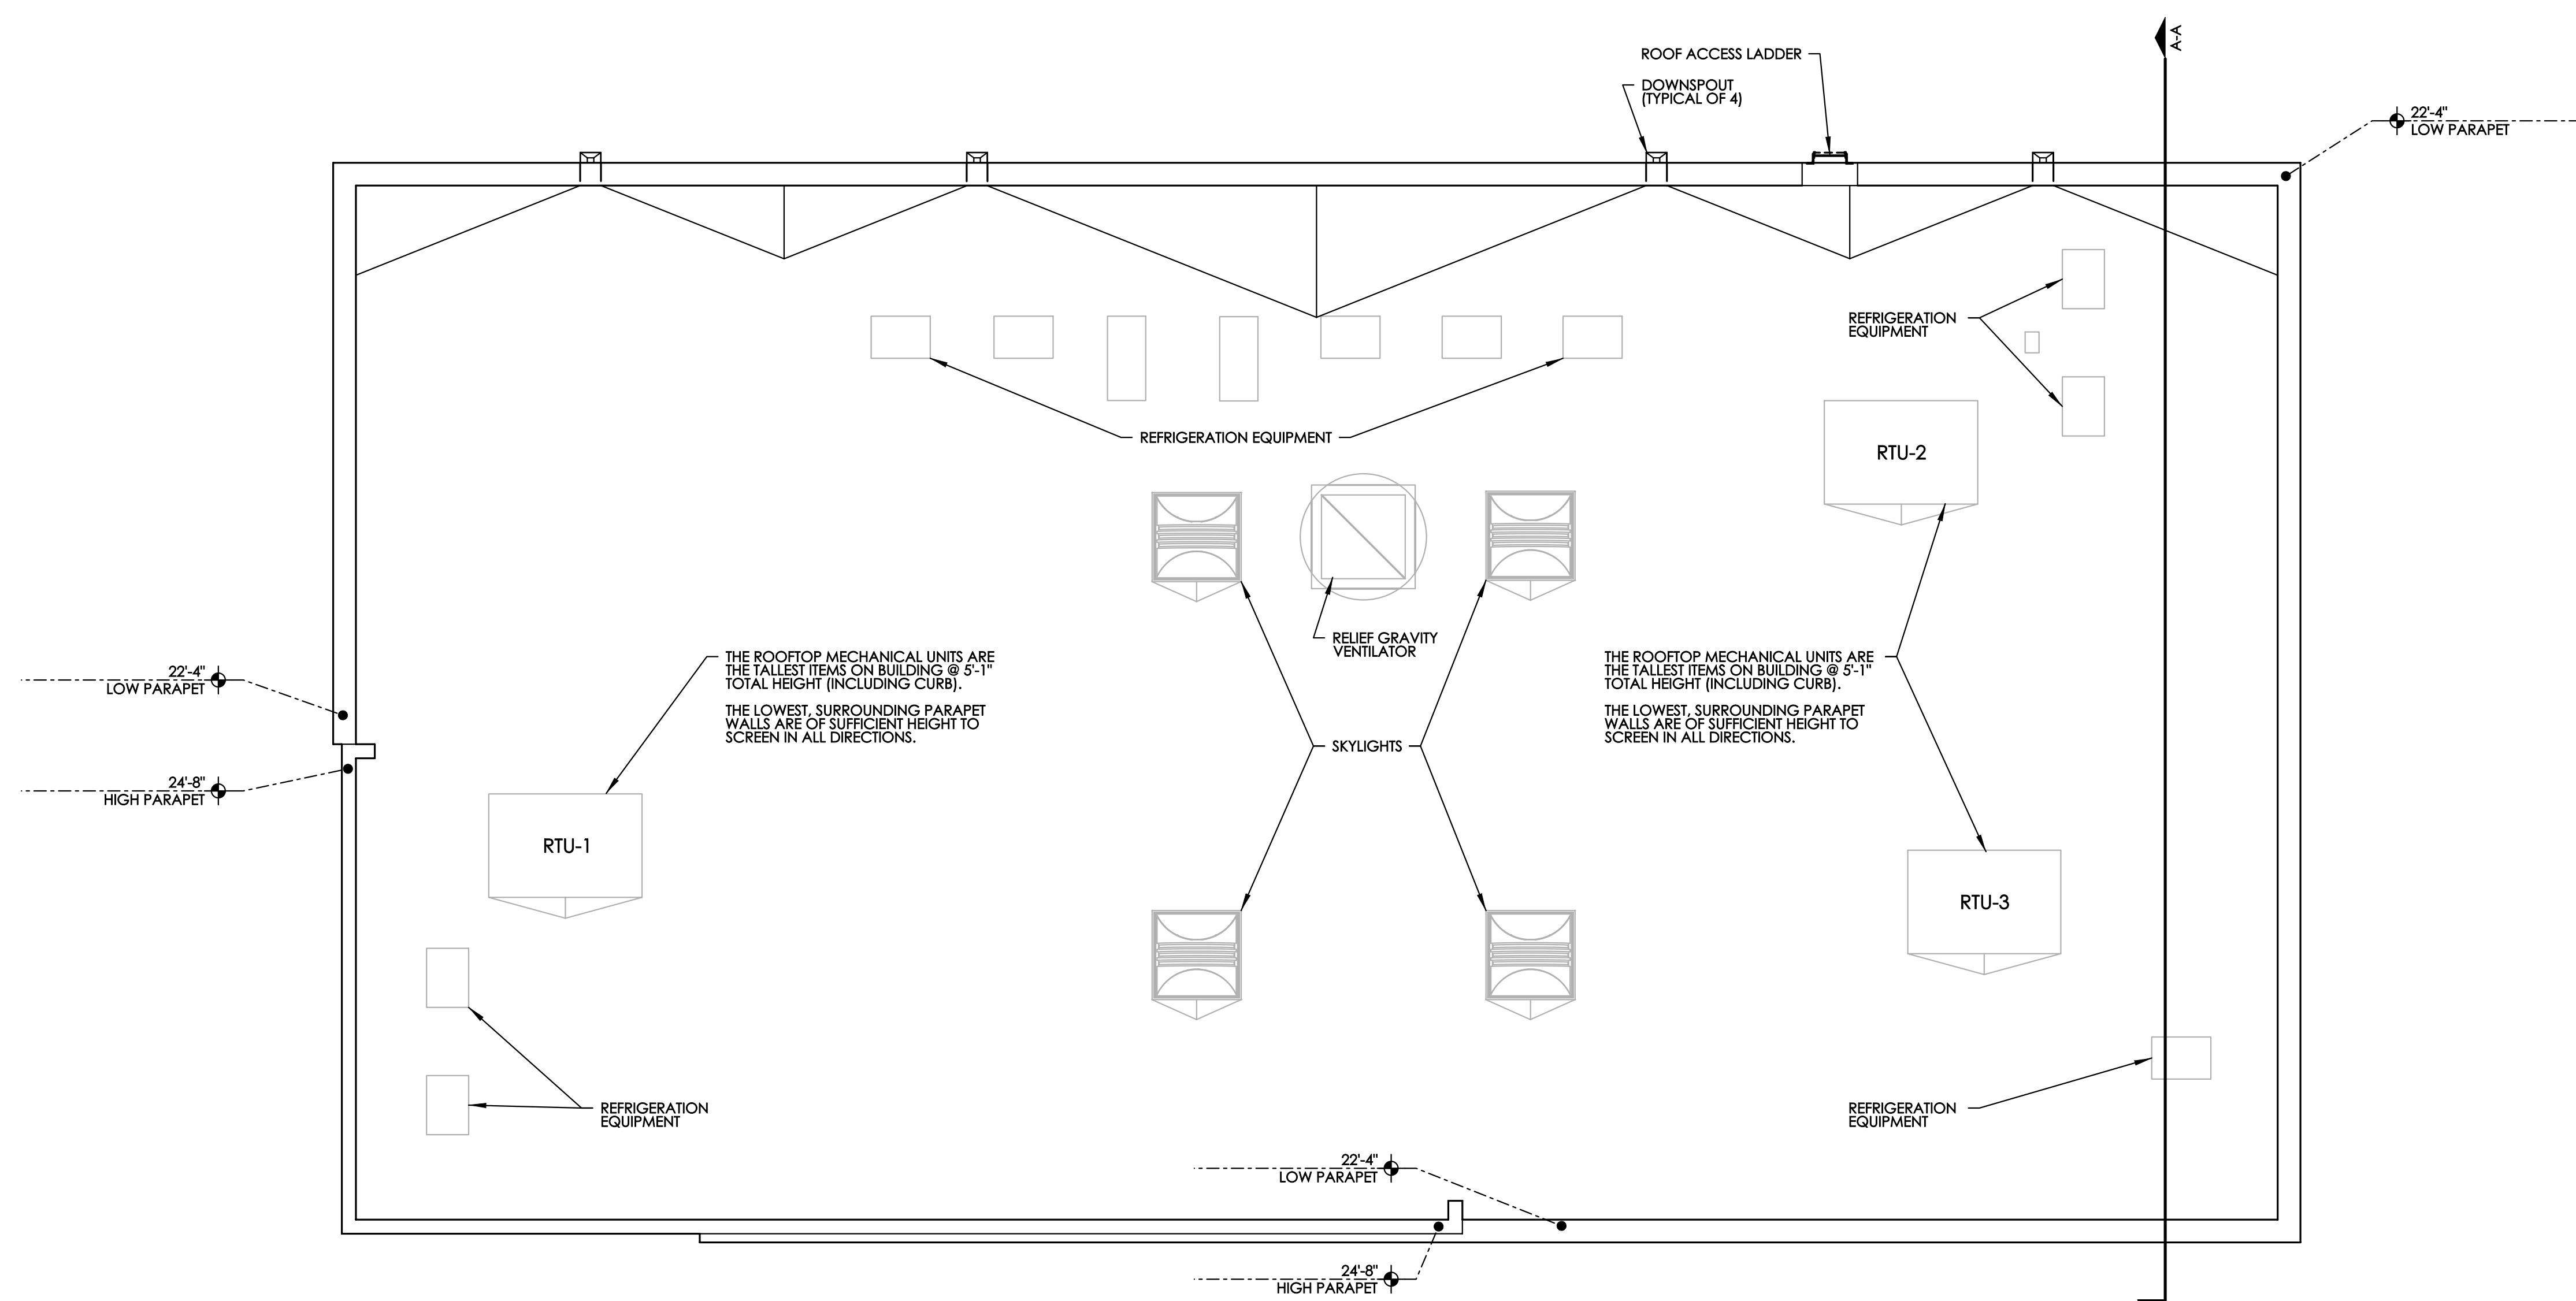 A-A
ROOF ACCESS LADDER
DOWNSPOUT
(TYPICAL OF 4)
22'-4"
LOW PARAPET
REFRIGERATION
EQUIPMENT
REFRIGERATION EQUIPMENT
RTU-2
RELIEF GRAVITY
VENTILATOR
22'-4"
LOW PARAPET
THE ROOFTOP MECHANICAL UNITS ARE
THE TALLEST ITEMS ON BUILDING @ 5'-1"
TOTAL HEIGHT (INCLUDING CURB).
THE LOWEST, SURROUNDING PARAPET
WALLS ARE OF SUFFICIENT HEIGHT TO
SCREEN IN ALL DIRECTIONS.
THE ROOFTOP MECHANICAL UNITS ARE
THE TALLEST ITEMS ON BUILDING @ 5'-1"
TOTAL HEIGHT (INCLUDING CURB).
THE LOWEST, SURROUNDING PARAPET
WALLS ARE OF SUFFICIENT HEIGHT TO
SCREEN IN ALL DIRECTIONS.
SKYLIGHTS
24'-8"
HIGH PARAPET
RTU-1
RTU-3
REFRIGERATION
EQUIPMENT
REFRIGERATION
EQUIPMENT
22'-4"
LOW PARAPET
24'-8"
HIGH PARAPET